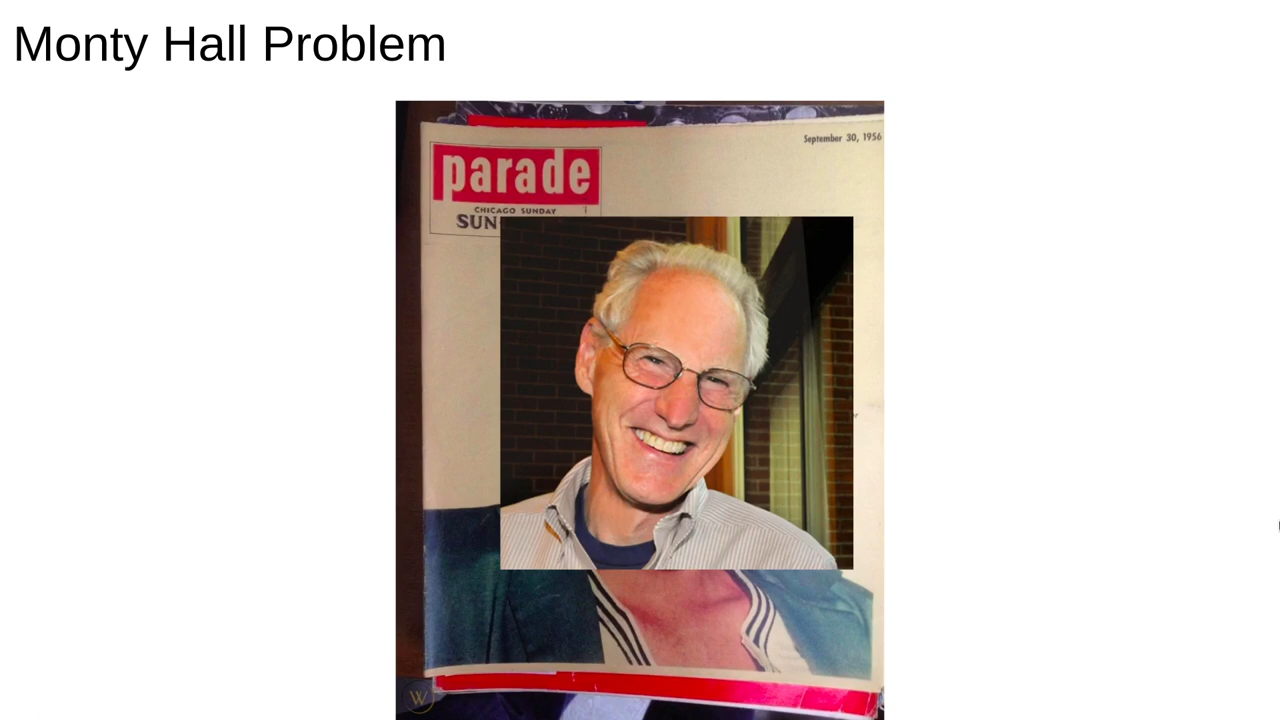 Monty Hall Problem
September 30, 1956
parade
CHICAGO SUNDAY
SUN
W